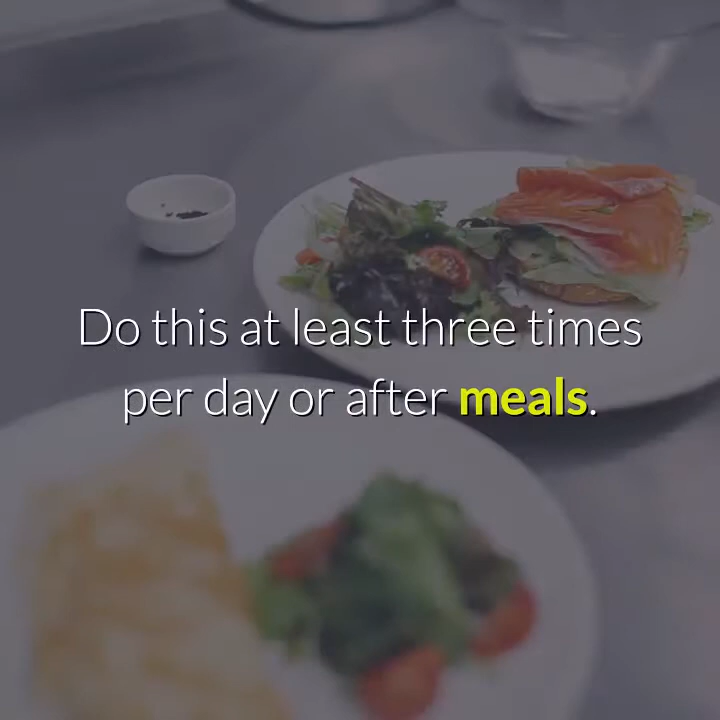 Do this at least three times
per day or after meals.